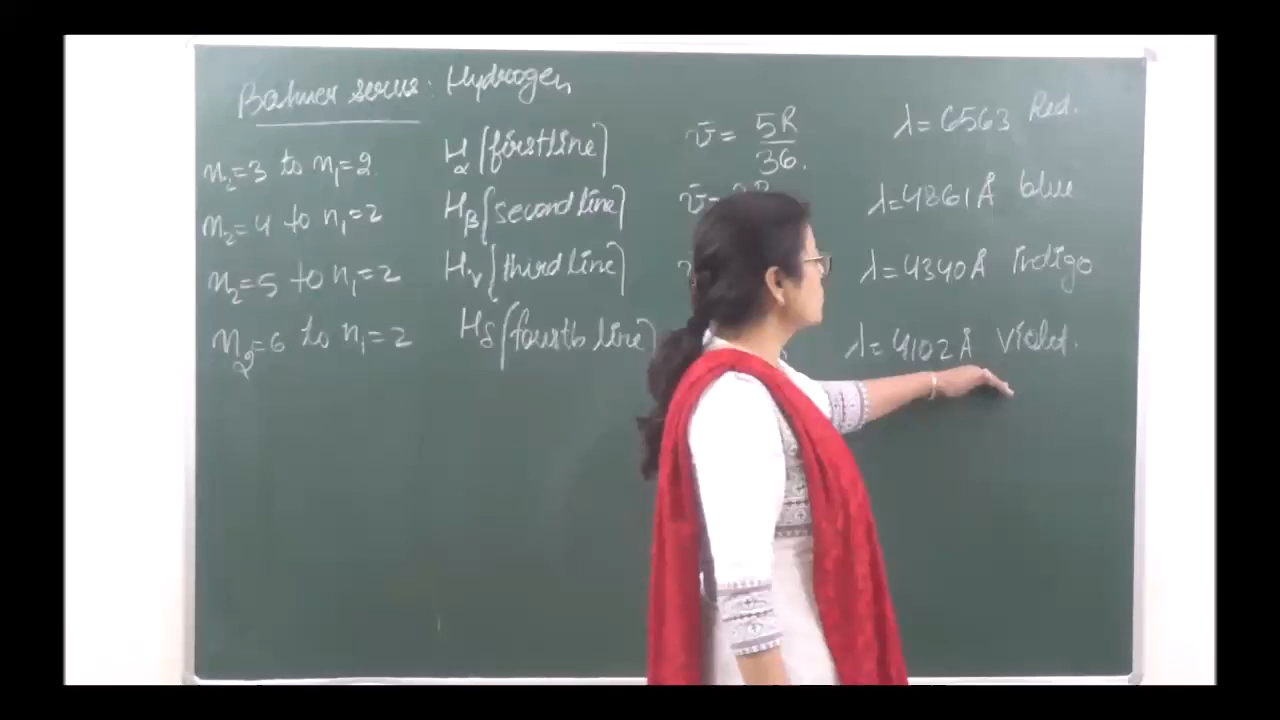 Balmer series: Hydrogen
n₂=3 to n₁=2. Hα (first line) ν̄ = 5R/36. λ=6563 Red.
n₂=4 to n₁=2 Hβ (second line) ν̄= λ=4861Å blue
n₂=5 to n₁=2 Hγ (third line) λ=4340Å indigo
n₂=6 to n₁=2 Hδ (fourth line) λ=4102Å violet.